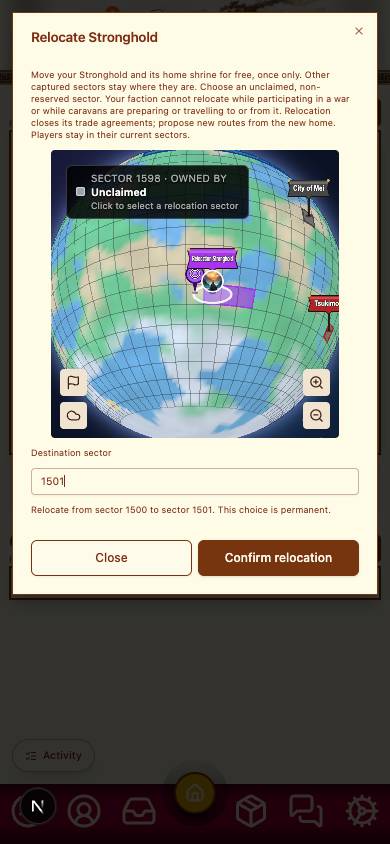 Relocate Stronghold
×
Move your Stronghold and its home shrine for free, once only. Other
captured sectors stay where they are. Choose an unclaimed, non-
reserved sector. Your faction cannot relocate while participating in a war
or while caravans are preparing or travelling to or from it. Relocation
closes its trade agreements; propose new routes from the new home.
Players stay in their current sectors.
SECTOR 1598 · OWNED BY
Unclaimed
Click to select a relocation sector
City of Mei
Relocation Stronghold
Tsukimo
Destination sector
1501
Relocate from sector 1500 to sector 1501. This choice is permanent.
Close
Confirm relocation
Activity
N